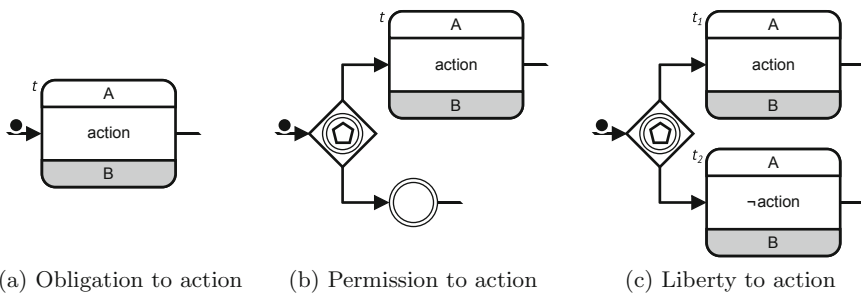 t
A
action
B
t
A
action
B
t1
A
action
B
t2
A
¬action
B
(a) Obligation to action
(b) Permission to action
(c) Liberty to action